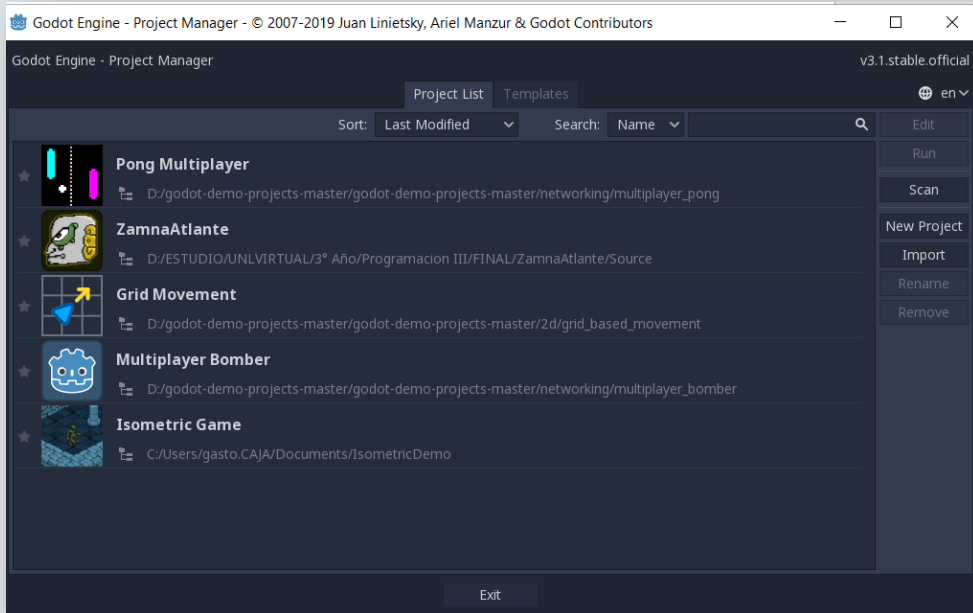 Godot Engine - Project Manager - © 2007-2019 Juan Linietsky, Ariel Manzur & Godot Contributors
Godot Engine - Project Manager
v3.1.stable.official
Project List
Templates
en
Sort:
Last Modified
Search:
Name
Edit
Run
Scan
New Project
Import
Rename
Remove
Pong Multiplayer
D:/godot-demo-projects-master/godot-demo-projects-master/networking/multiplayer_pong
ZamnaAtlante
D:/ESTUDIO/UNLVIRTUAL/3° Año/Programacion III/FINAL/ZamnaAtlante/Source
Grid Movement
D:/godot-demo-projects-master/godot-demo-projects-master/2d/grid_based_movement
Multiplayer Bomber
D:/godot-demo-projects-master/godot-demo-projects-master/networking/multiplayer_bomber
Isometric Game
C:/Users/gasto.CAJA/Documents/IsometricDemo
Exit